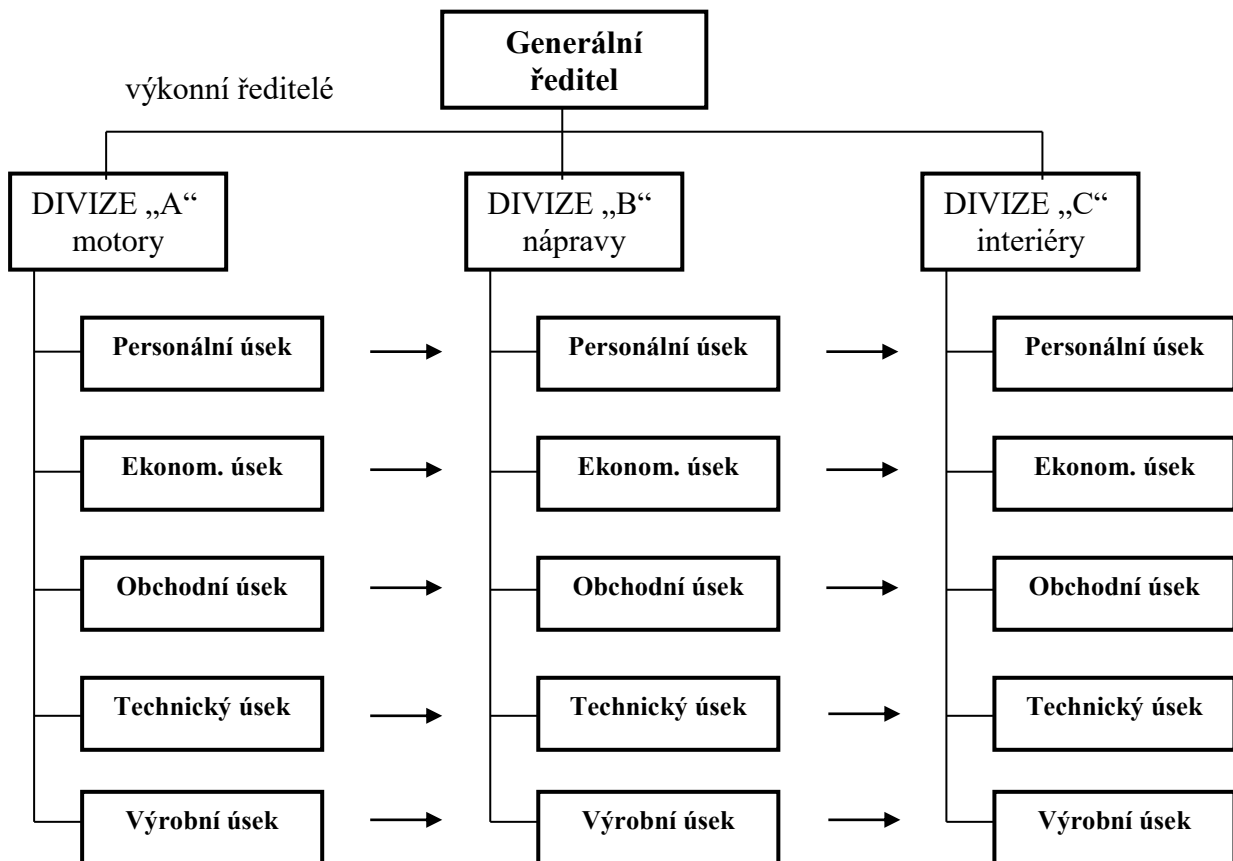 Generální
ředitel
výkonní ředitelé
DIVIZE „A“
motory
DIVIZE „B“
nápravy
DIVIZE „C“
interiéry
Personální úsek
Personální úsek
Personální úsek
Ekonom. úsek
Ekonom. úsek
Ekonom. úsek
Obchodní úsek
Obchodní úsek
Obchodní úsek
Technický úsek
Technický úsek
Technický úsek
Výrobní úsek
Výrobní úsek
Výrobní úsek